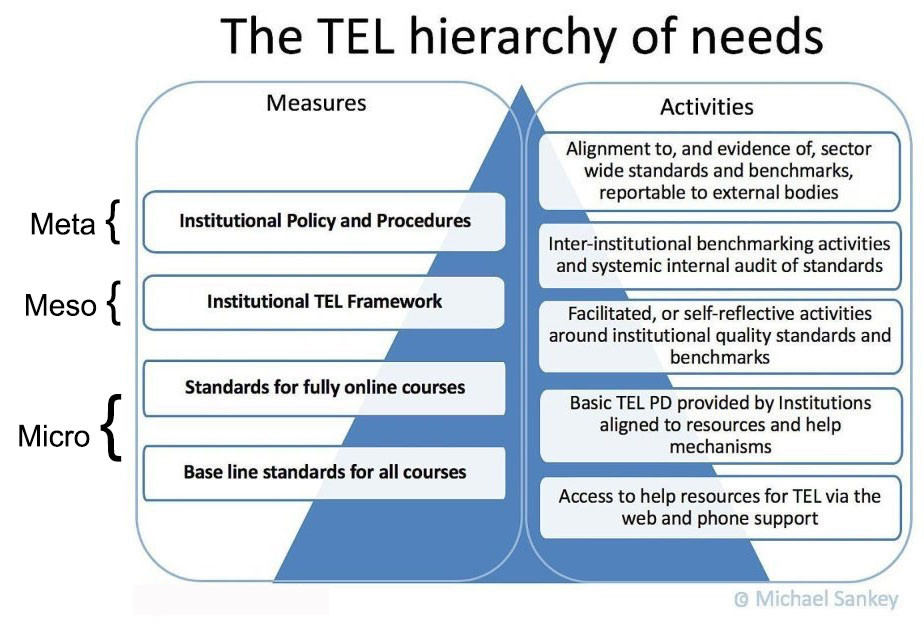 The TEL hierarchy of needs
Measures
Meta {
Institutional Policy and Procedures
Meso {
Institutional TEL Framework
Micro {
Standards for fully online courses
Base line standards for all courses
Activities
Alignment to, and evidence of, sector
wide standards and benchmarks,
reportable to external bodies
Inter-institutional benchmarking activities
and systemic internal audit of standards
Facilitated, or self-reflective activities
around institutional quality standards and
benchmarks
Basic TEL PD provided by Institutions
aligned to resources and help
mechanisms
Access to help resources for TEL via the
web and phone support
© Michael Sankey